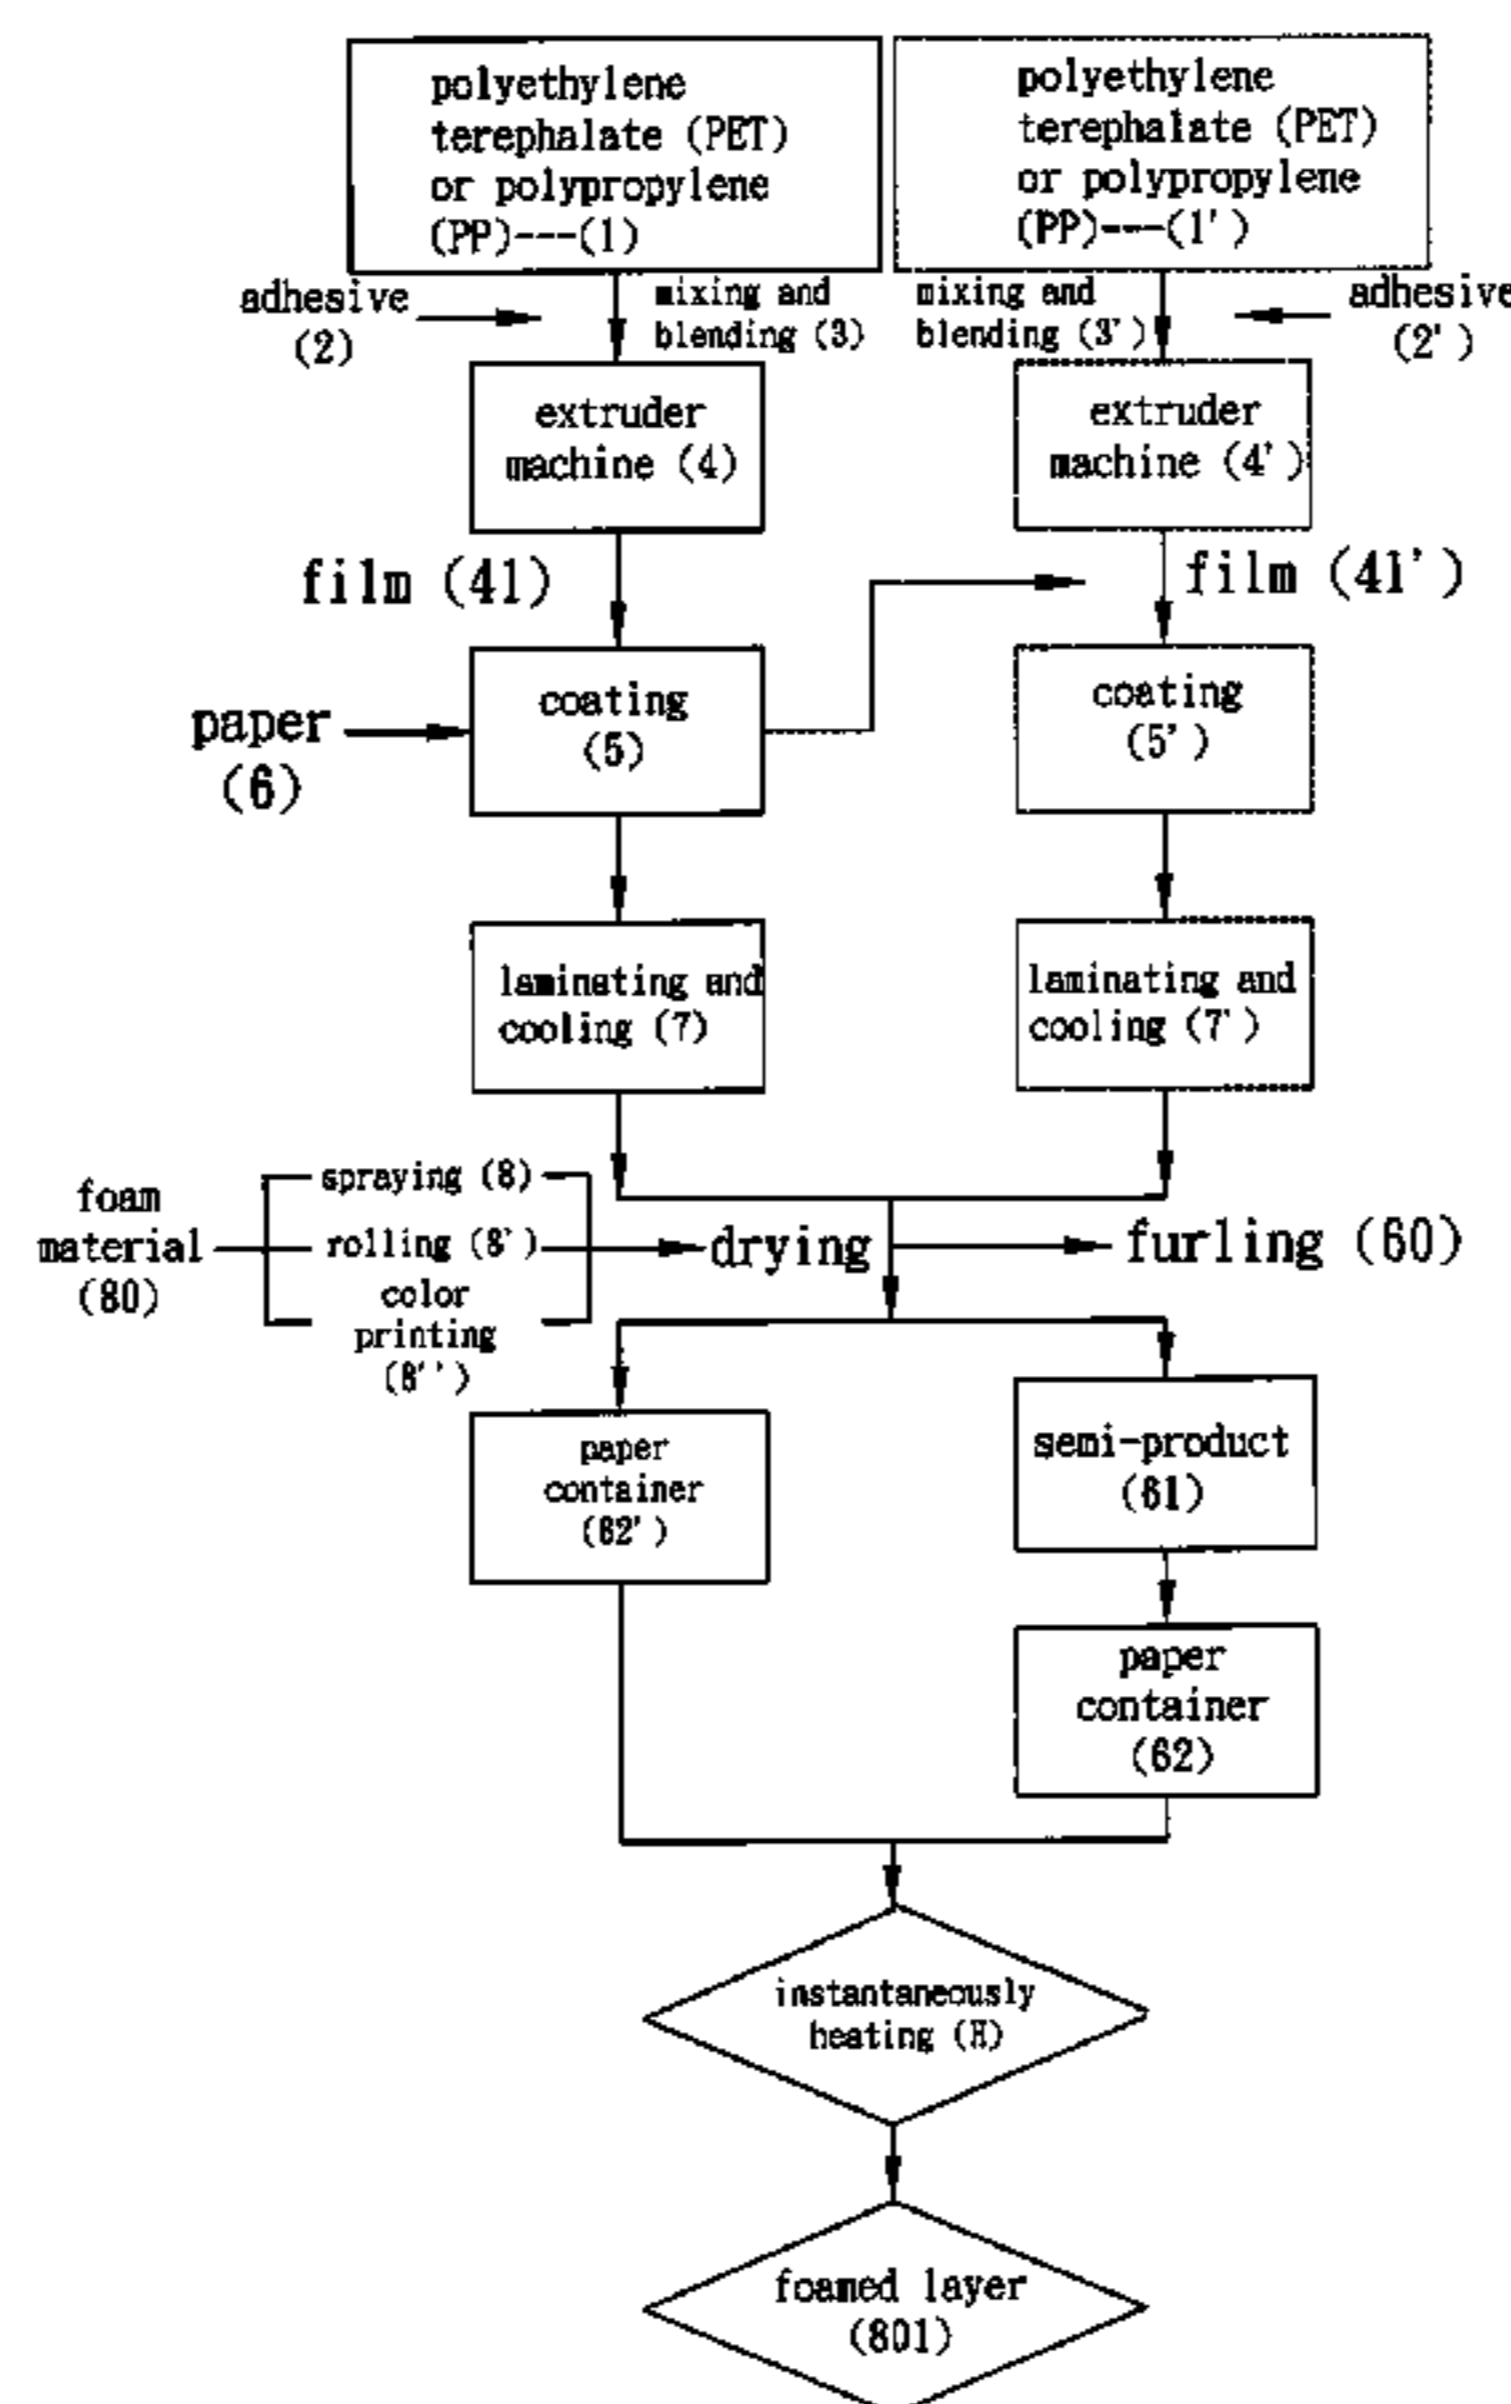 polyethylene
terephalate (PET)
or polypropylene
(PP)---(1)
polyethylene
terephalate (PET)
or polypropylene
(PP)---(1')
adhesive
(2)
mixing and
blending (3)
mixing and
blending (3')
adhesive
(2')
extruder
machine (4)
extruder
machine (4')
film (41)
film (41')
paper
(6)
coating
(5)
coating
(5')
laminating and
cooling (7)
laminating and
cooling (7')
foam
material
(80)
spraying (8)
rolling (8')
color
printing
(8'')
drying
furling (60)
paper
container
(62')
semi-product
(61)
paper
container
(62)
instantaneously
heating (H)
foamed layer
(801)